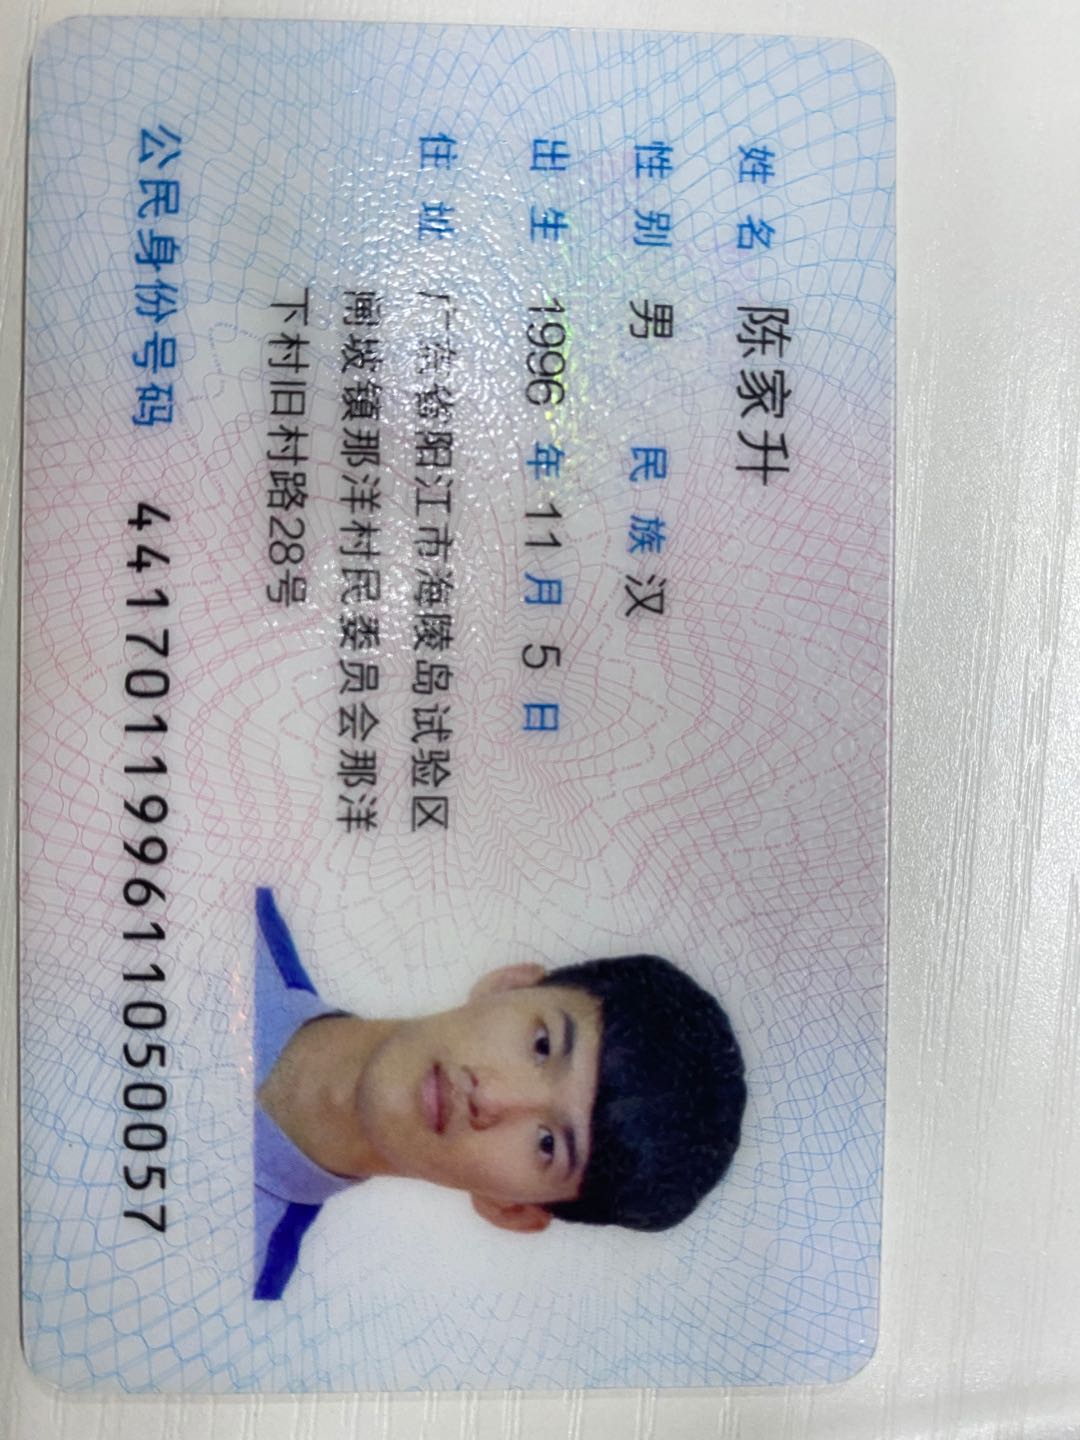 姓名 陈家升
性别 男 民族 汉
出生 1996 年 11 月 5 日
住址 广东省阳江市海陵岛试验区
闸坡镇那洋村民委员会那洋
下村旧村路28号
公民身份号码 441701199611050057